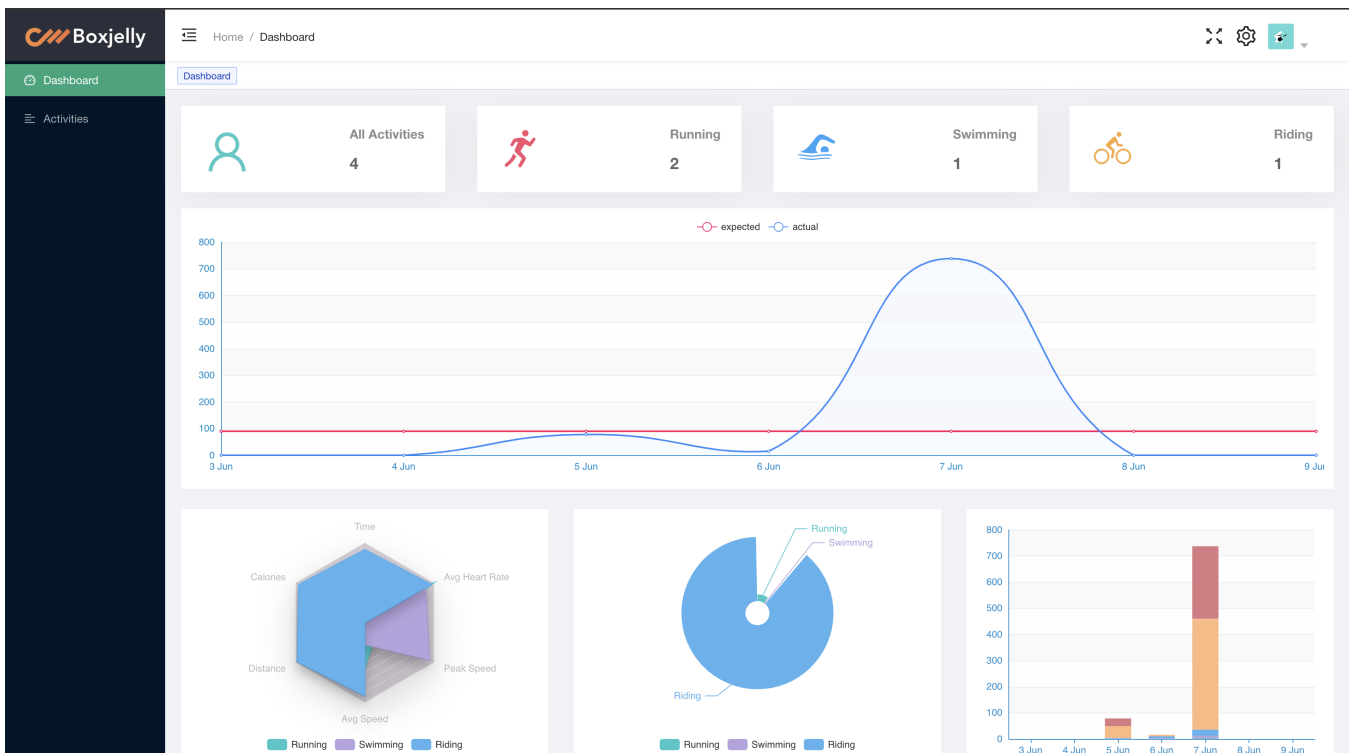 Boxjelly
Home / Dashboard
Dashboard
Activities
Dashboard
All Activities
4
Running
2
Swimming
1
Riding
1
expected actual
800
700
600
500
400
300
200
100
0
3 Jun 4 Jun 5 Jun 6 Jun 7 Jun 8 Jun 9 Jun
Time
Calories
Avg Heart Rate
Distance
Peak Speed
Avg Speed
Running Swimming Riding
Running
Swimming
Riding
Running Swimming Riding
800
700
600
500
400
300
200
100
0
3 Jun 4 Jun 5 Jun 6 Jun 7 Jun 8 Jun 9 Jun